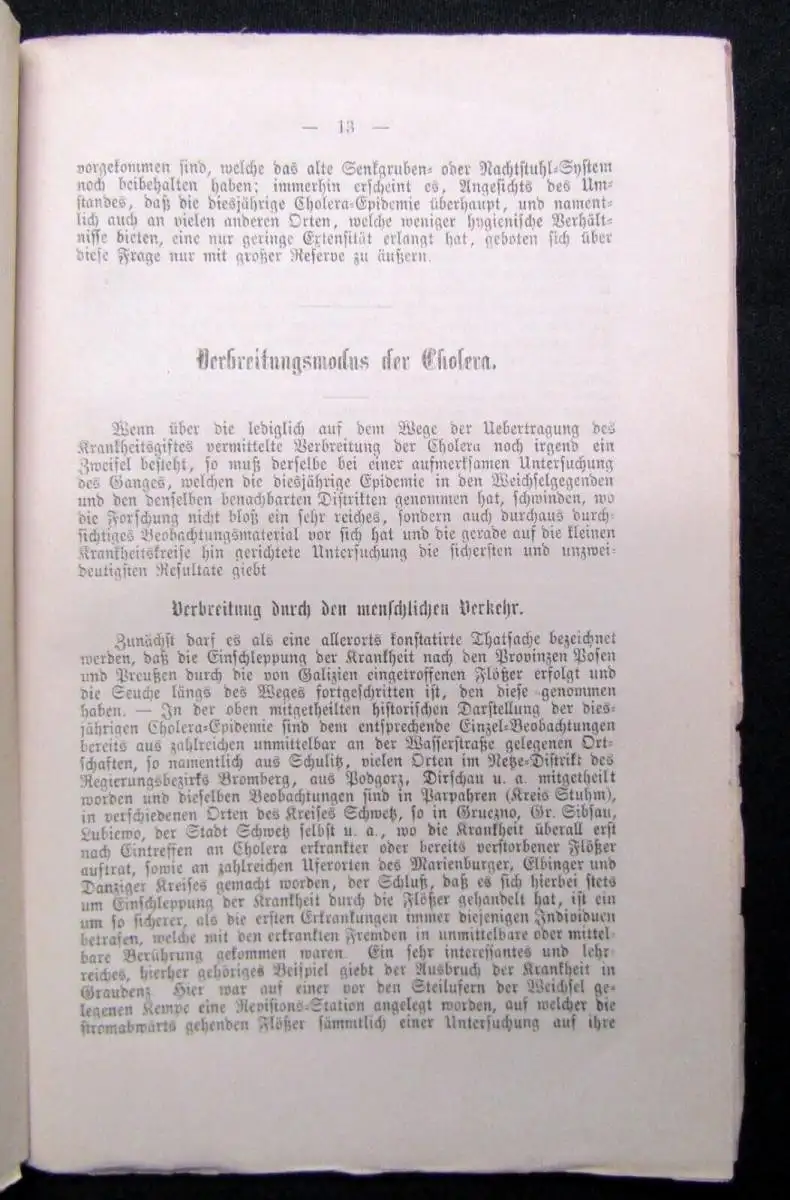 — 13 —
vorgekommen sind, welche das alte Senkgruben- oder Nachtstuhl-System
noch beibehalten haben; immerhin erscheint es, Angesichts des Um-
standes, daß die diesjährige Cholera-Epidemie überhaupt, und nament-
lich auch an vielen anderen Orten, welche weniger hygienische Verhält-
nisse bieten, eine nur geringe Extensität erlangt hat, geboten sich über
diese Frage nur mit großer Reserve zu äußern.
Verbreitungsmodus der Cholera.
Wenn über die lediglich auf dem Wege der Uebertragung des
Krankheitsgiftes vermittelte Verbreitung der Cholera noch irgend ein
Zweifel besteht, so muß derselbe bei einer aufmerksamen Untersuchung
des Ganges, welchen die diesjährige Epidemie in den Weichselgegenden
und den denselben benachbarten Distrikten genommen hat, schwinden, wo
die Forschung nicht bloß ein sehr reiches, sondern auch durchaus durch-
sichtiges Beobachtungsmaterial vor sich hat und die gerade auf die kleinen
Krankheitskreise hin gerichtete Untersuchung die sichersten und unzwei-
deutigsten Resultate giebt
Verbreitung durch den menschlichen Verkehr.
Zunächst darf es als eine allerorts konstatirte Thatsache bezeichnet
werden, daß die Einschleppung der Krankheit nach den Provinzen Posen
und Preußen durch die von Galizien eingetroffenen Flößer erfolgt und
die Seuche längs des Weges fortgeschritten ist, den diese genommen
haben. — In der oben mitgetheilten historischen Darstellung der dies-
jährigen Cholera-Epidemie sind dem entsprechende Einzel-Beobachtungen
bereits aus zahlreichen unmittelbar an der Wasserstraße gelegenen Ort-
schaften, so namentlich aus Schulitz, vielen Orten im Netze-Distrikt des
Regierungsbezirks Bromberg, aus Podgorz, Dirschau u. a. mitgetheilt
worden und dieselben Beobachtungen sind in Parpahren (Kreis Stuhm),
in verschiedenen Orten des Kreises Schwetz, so in Gruczno, Gr. Sibsau,
Lubiewo, der Stadt Schwetz selbst u. a., wo die Krankheit überall erst
nach Eintreffen an Cholera erkrankter oder bereits verstorbener Flößer
auftrat, sowie an zahlreichen Uferorten des Marienburger, Elbinger und
Danziger Kreises gemacht worden, der Schluß, daß es sich hierbei stets
um Einschleppung der Krankheit durch die Flößer gehandelt hat, ist ein
um so sicherer, als die ersten Erkrankungen immer diejenigen Individuen
betrafen, welche mit den erkrankten Fremden in unmittelbare oder mittel-
bare Berührung gekommen waren. Ein sehr interessantes und lehr-
reiches, hierher gehöriges Beispiel giebt der Ausbruch der Krankheit in
Graudenz. Hier war auf einer vor den Steilufern der Weichsel ge-
legenen Kempe eine Revisions-Station angelegt worden, auf welcher die
stromabwärts gehenden Flößer sämmtlich einer Untersuchung auf ihre